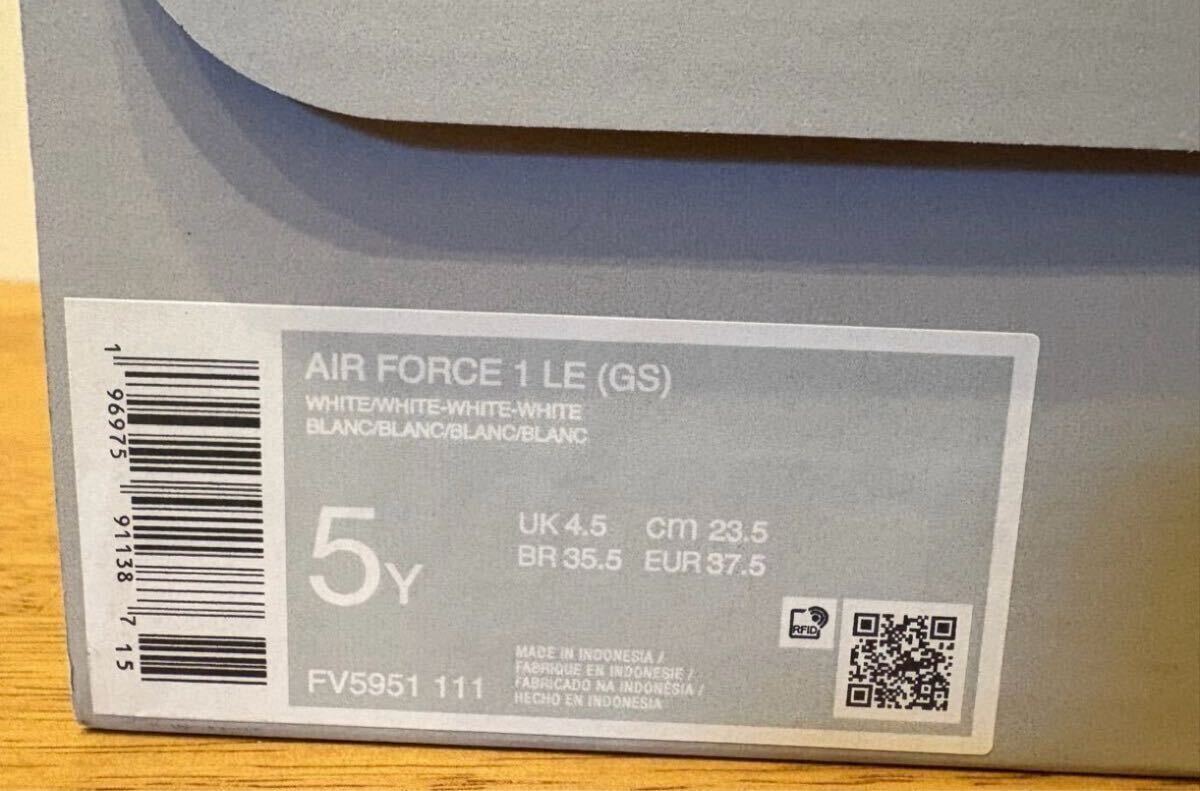 AIR FORCE 1 LE (GS)
WHITE/WHITE-WHITE-WHITE
BLANC/BLANC/BLANC/BLANC
5Y
UK 4.5 cm 23.5
BR 35.5 EUR 37.5
RFID
MADE IN INDONESIA /
FABRIQUE EN INDONESIE /
FABRICADO NA INDONÉSIA /
HECHO EN INDONESIA
FV5951 111
1 96975 91138 7 15